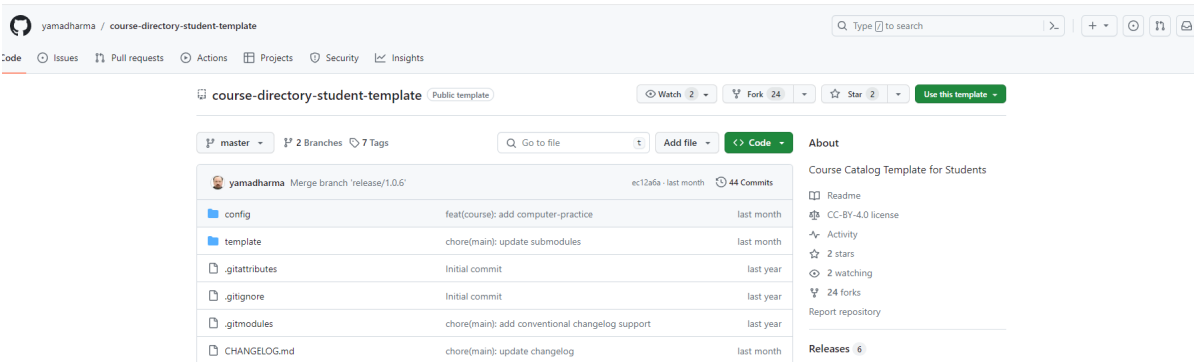 yamadharma / course-directory-student-template
Type / to search
Code Issues Pull requests Actions Projects Security Insights
course-directory-student-template Public template
Watch 2 Fork 24 Star 2 Use this template
master 2 Branches 7 Tags Go to file t Add file <> Code
About
Course Catalog Template for Students
yamadharma Merge branch 'release/1.0.6' ec12a6a · last month 44 Commits
Readme
config feat(course): add computer-practice last month
CC-BY-4.0 license
Activity
template chore(main): update submodules last month
2 stars
.gitattributes Initial commit last year
2 watching
.gitignore Initial commit last year
24 forks
Report repository
.gitmodules chore(main): add conventional changelog support last year
CHANGELOG.md chore(main): update changelog last month
Releases 6